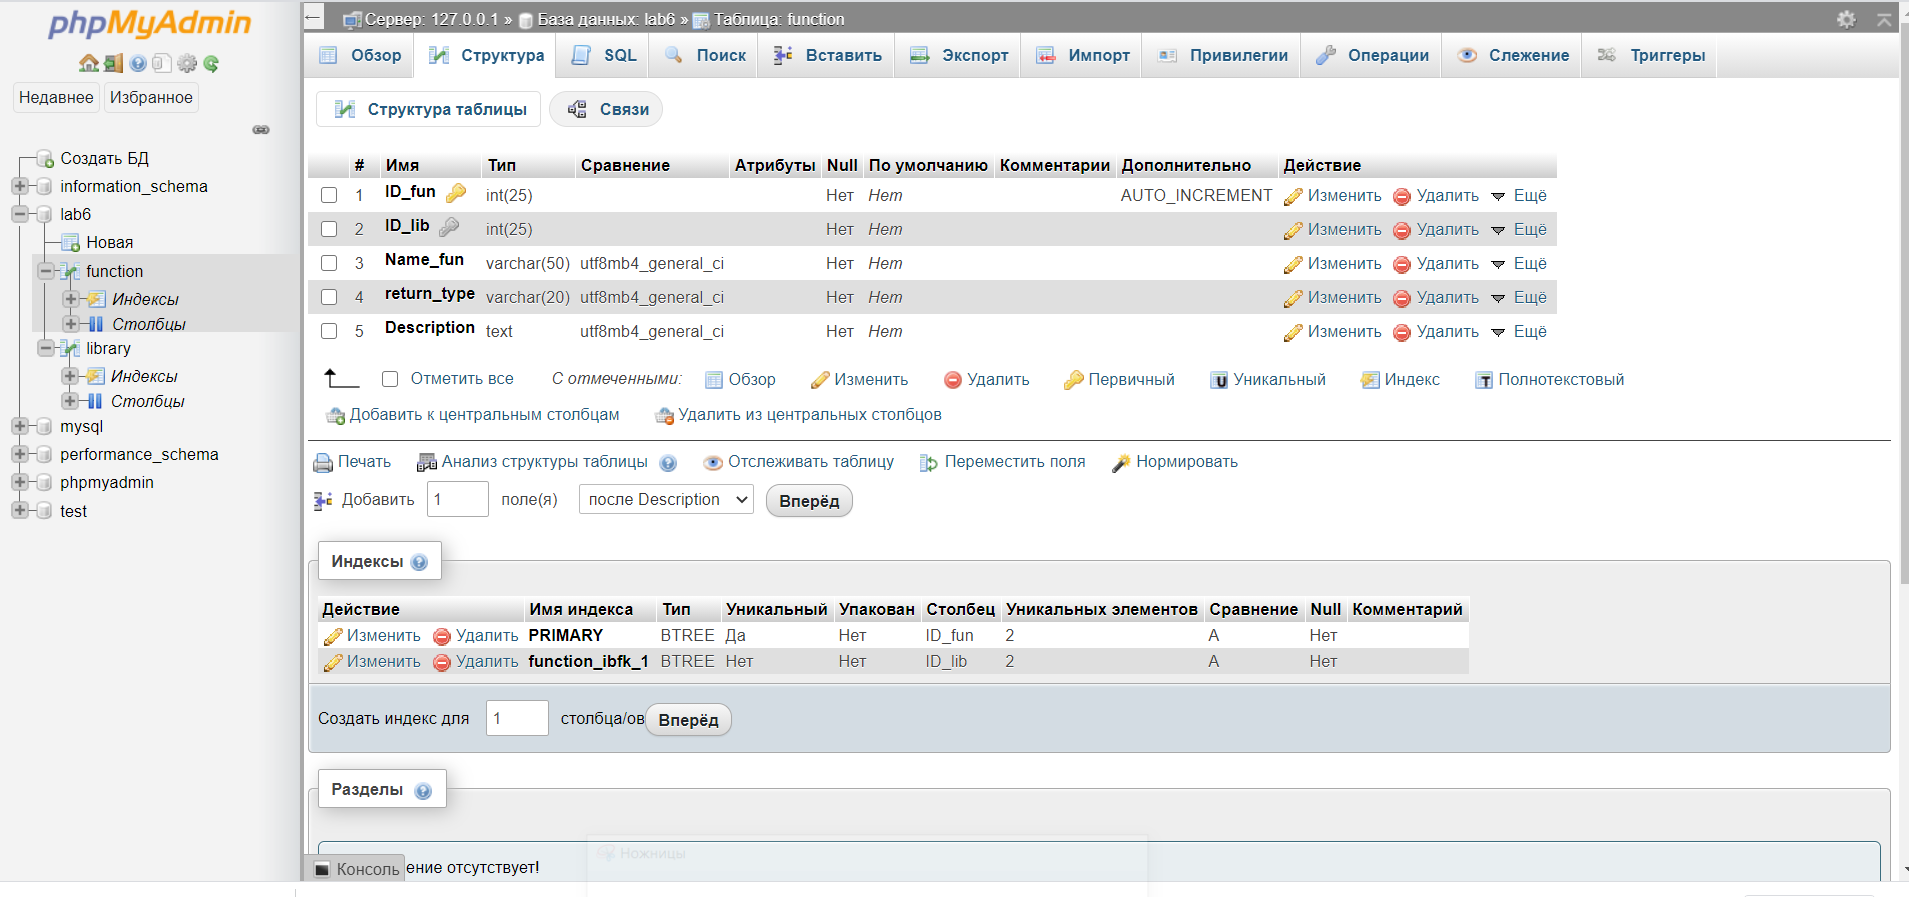 phpMyAdmin
Недавнее Избранное
Создать БД
information_schema
lab6
Новая
function
Индексы
Столбцы
library
Индексы
Столбцы
mysql
performance_schema
phpmyadmin
test
Сервер: 127.0.0.1 » База данных: lab6 » Таблица: function
Обзор Структура SQL Поиск Вставить Экспорт Импорт Привилегии Операции Слежение Триггеры
Структура таблицы Связи
# Имя Тип Сравнение Атрибуты Null По умолчанию Комментарии Дополнительно Действие
1 ID_fun int(25) Нет Нет AUTO_INCREMENT Изменить Удалить Ещё
2 ID_lib int(25) Нет Нет Изменить Удалить Ещё
3 Name_fun varchar(50) utf8mb4_general_ci Нет Нет Изменить Удалить Ещё
4 return_type varchar(20) utf8mb4_general_ci Нет Нет Изменить Удалить Ещё
5 Description text utf8mb4_general_ci Нет Нет Изменить Удалить Ещё
Отметить все С отмеченными: Обзор Изменить Удалить Первичный U Уникальный Индекс T Полнотекстовый
Добавить к центральным столбцам Удалить из центральных столбцов
Печать Анализ структуры таблицы Отслеживать таблицу Переместить поля Нормировать
Добавить 1 поле(я) после Description Вперёд
Индексы
Действие Имя индекса Тип Уникальный Упакован Столбец Уникальных элементов Сравнение Null Комментарий
Изменить Удалить PRIMARY BTREE Да Нет ID_fun 2 A Нет
Изменить Удалить function_ibfk_1 BTREE Нет Нет ID_lib 2 A Нет
Создать индекс для 1 столбца/ов Вперёд
Разделы
Ножницы
Консоль ение отсутствует!